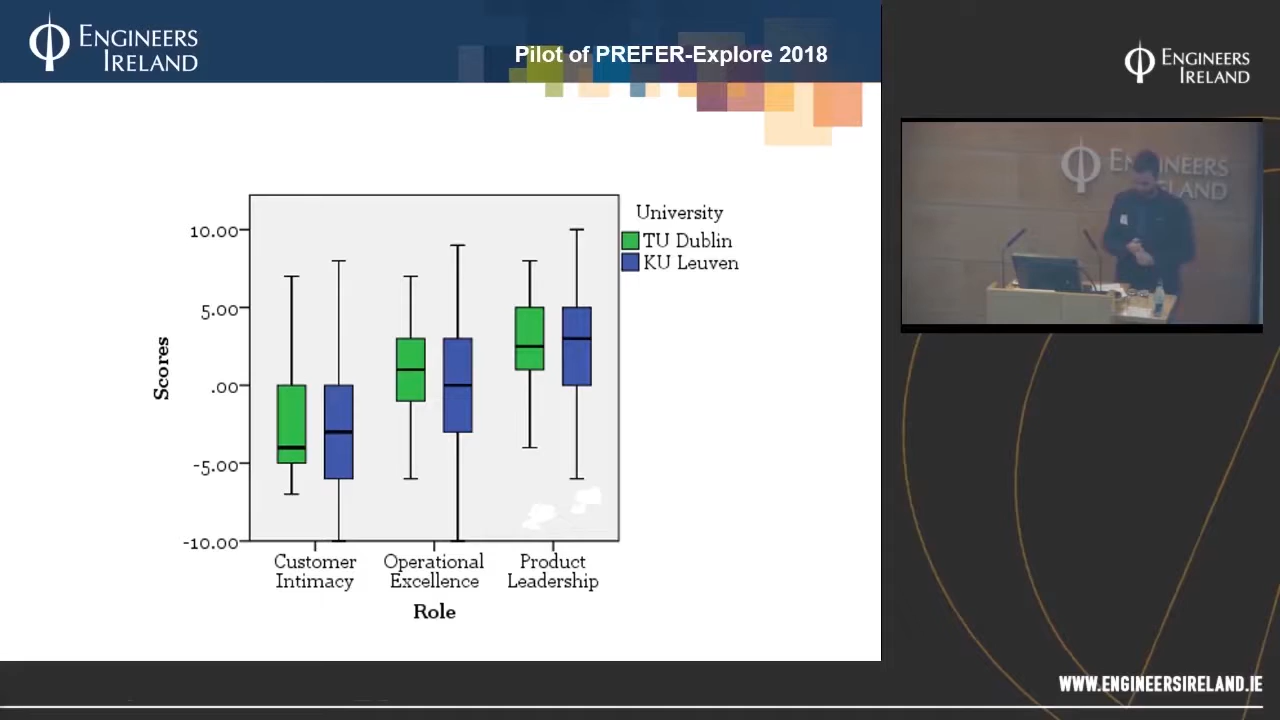 ENGINEERS
IRELAND
Pilot of PREFER-Explore 2018
ENGINEERS
IRELAND
University
TU Dublin
KU Leuven
10.00
5.00
.00
-5.00
-10.00
Scores
Customer
Intimacy
Operational
Excellence
Product
Leadership
Role
WWW.ENGINEERSIRELAND.IE